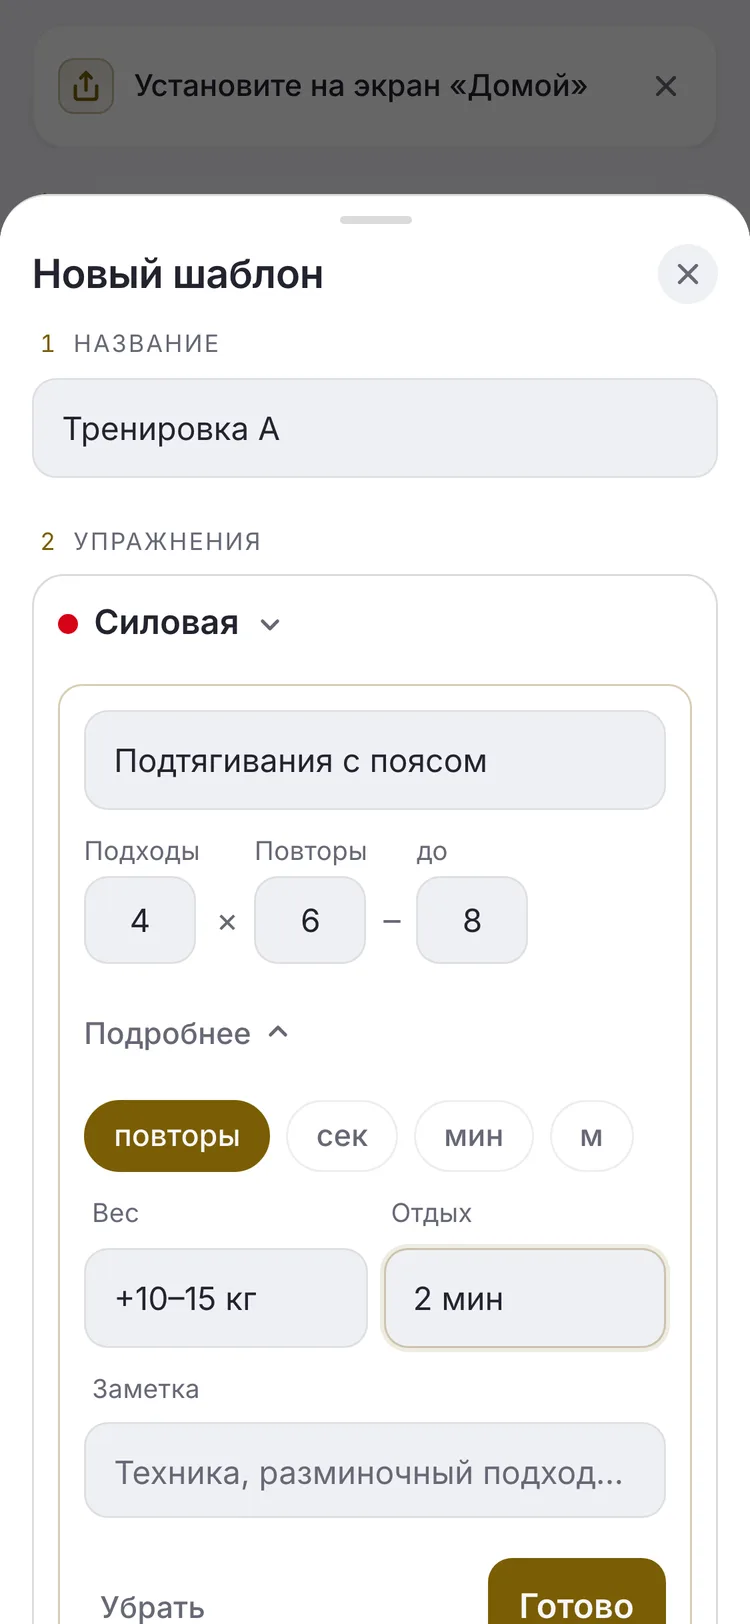 Установите на экран «Домой»
Новый шаблон
1 НАЗВАНИЕ
Тренировка А
2 УПРАЖНЕНИЯ
Силовая
Подтягивания с поясом
Подходы Повторы до
4 × 6 – 8
Подробнее
повторы сек мин м
Вес Отдых
+10–15 кг 2 мин
Заметка
Техника, разминочный подход...
Убрать Готово